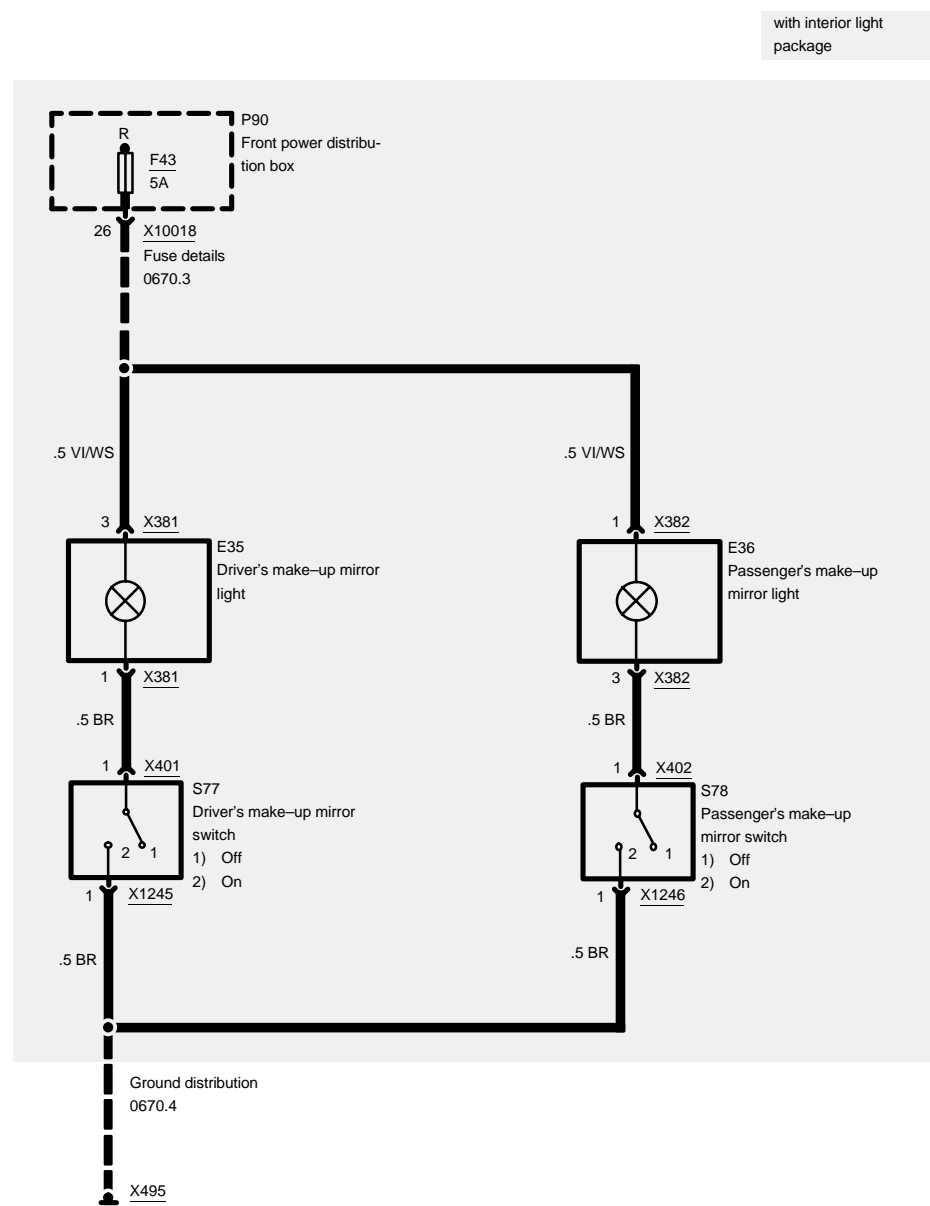 with interior light
package
P90
Front power distribu-
tion box
R
F43
5A
26
X10018
Fuse details
0670.3
.5 VI/WS
.5 VI/WS
3
X381
1
X382
E35
Driver's make–up mirror
light
E36
Passenger's make–up
mirror light
1
X381
3
X382
.5 BR
.5 BR
1
X401
1
X402
S77
Driver's make–up mirror
switch
1) Off
2) On
2
1
S78
Passenger's make–up
mirror switch
1) Off
2) On
2
1
1
X1245
1
X1246
.5 BR
.5 BR
Ground distribution
0670.4
X495